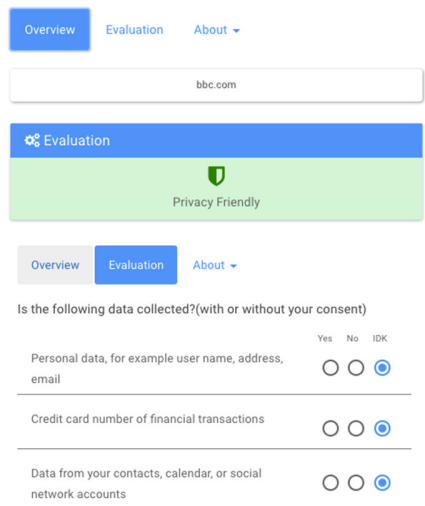 Overview Evaluation About
bbc.com
Evaluation
Privacy Friendly
Overview Evaluation About
Is the following data collected?(with or without your consent)
Yes No IDK
Personal data, for example user name, address,
email
Credit card number of financial transactions
Data from your contacts, calendar, or social
network accounts